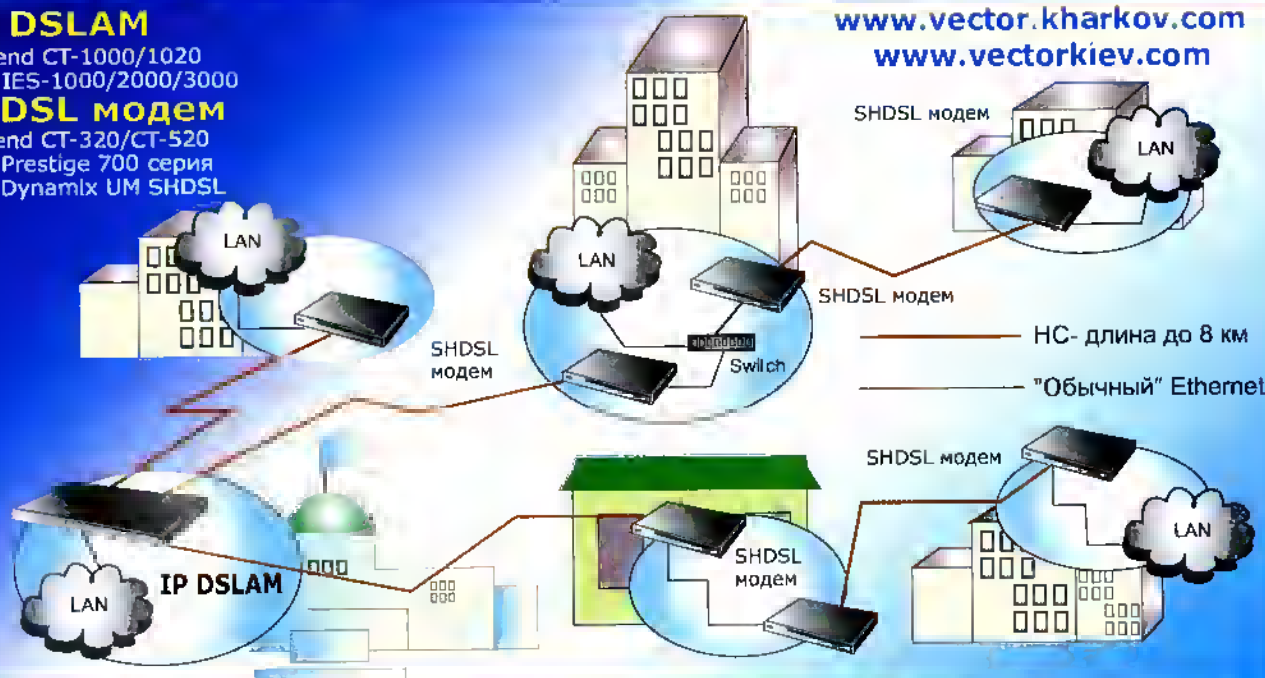 DSLAM
end CT-1000/1020
IES-1000/2000/3000
DSL модем
end CT-320/CT-520
Prestige 700 серия
Dynamix UM SHDSL
www.vector.kharkov.com
www.vectorkiev.com
SHDSL модем
LAN
LAN
LAN
SHDSL модем
SHDSL
модем
Switch
НС- длина до 8 км
"Обычный" Ethernet
SHDSL модем
LAN
SHDSL
модем
IP DSLAM
LAN